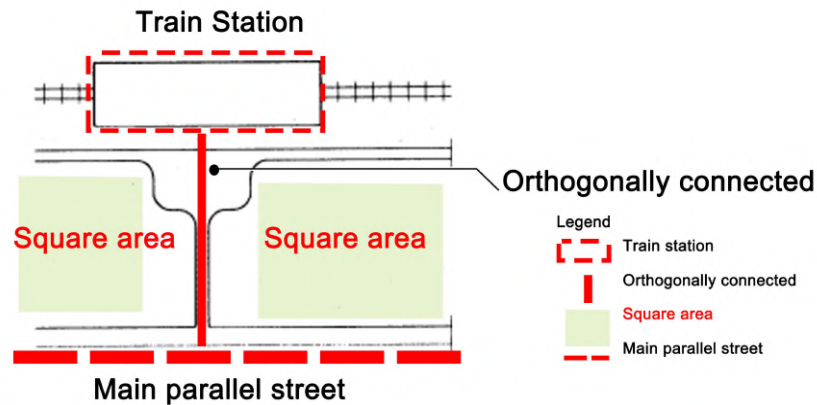 Train Station
Orthogonally connected
Square area
Square area
Main parallel street
Legend
Train station
Orthogonally connected
Square area
Main parallel street